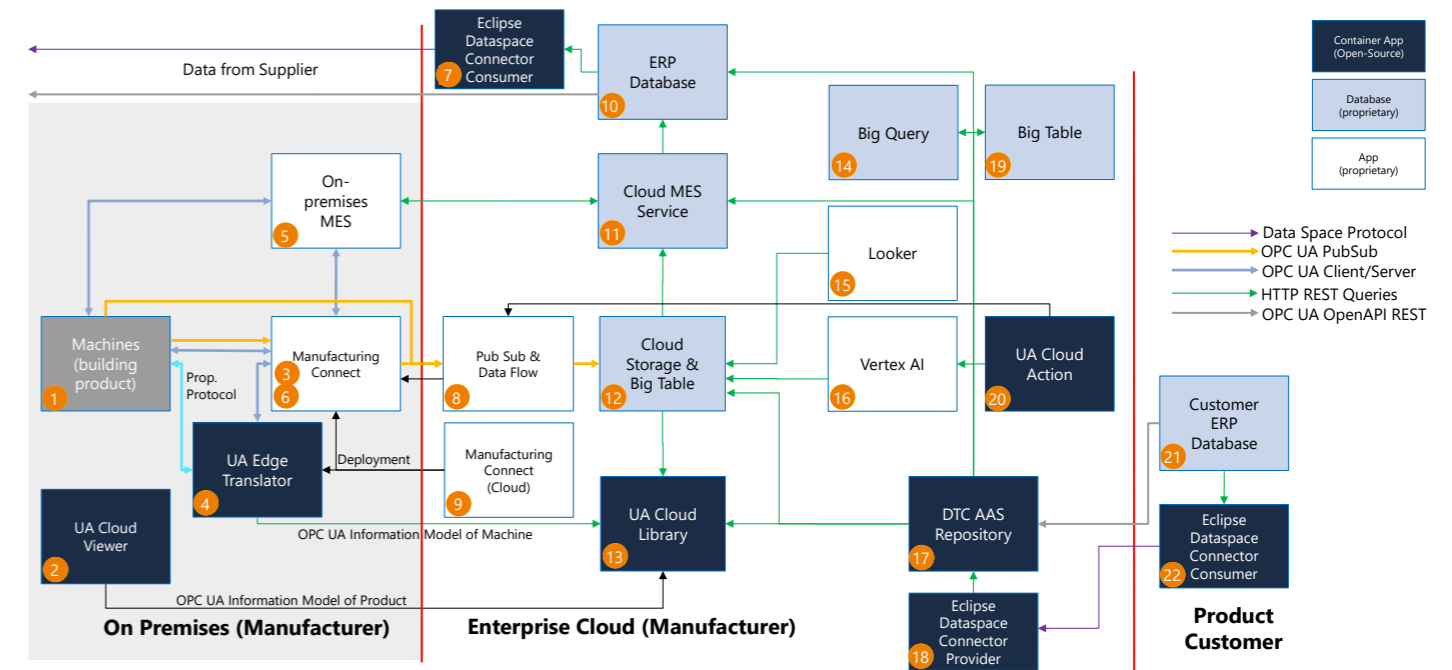 Eclipse
Dataspace
Connector
Consumer
7
Data from Supplier
ERP
Database
10
Big Query
14
Big Table
19
Container App
(Open-Source)
Database
(proprietary)
App
(proprietary)
On-
premises
MES
5
Cloud MES
Service
11
Looker
15
Data Space Protocol
OPC UA PubSub
OPC UA Client/Server
HTTP REST Queries
OPC UA OpenAPI REST
Machines
(building
product)
1
Prop.
Protocol
Manufacturing
Connect
3
6
Pub Sub &
Data Flow
8
Cloud
Storage &
Big Table
12
Vertex AI
16
UA Cloud
Action
20
Customer
ERP
Database
21
UA Edge
Translator
4
Deployment
Manufacturing
Connect
(Cloud)
9
UA Cloud
Viewer
2
OPC UA Information Model of Machine
UA Cloud
Library
13
DTC AAS
Repository
17
Eclipse
Dataspace
Connector
Consumer
22
OPC UA Information Model of Product
On Premises (Manufacturer)
Enterprise Cloud (Manufacturer)
Eclipse
Dataspace
Connector
Provider
18
Product
Customer